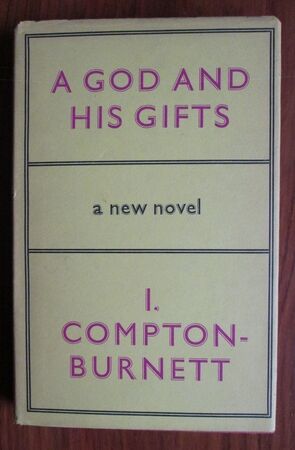 A GOD AND
HIS GIFTS
a new novel
I.
COMPTON-
BURNETT